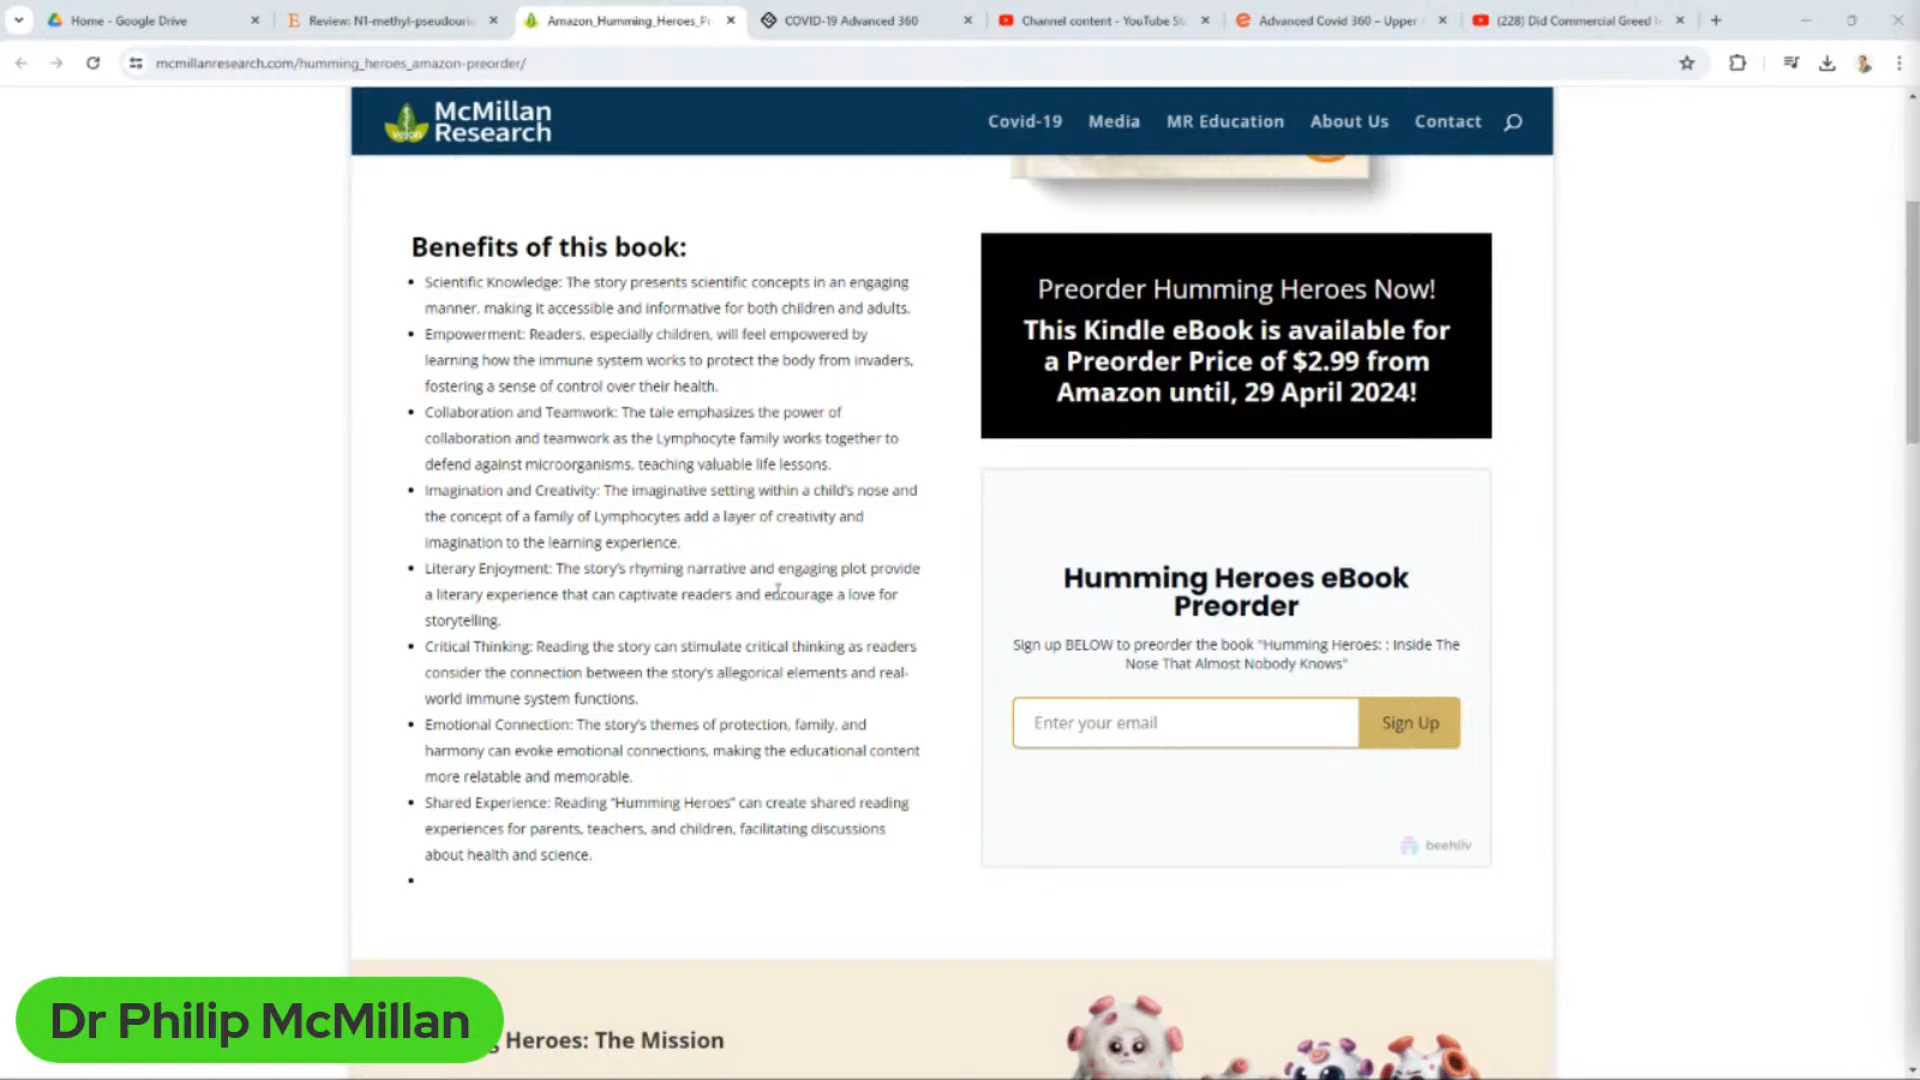 Home - Google Drive
Review: N1-methyl-pseudouri
Amazon_Humming_Heroes_P
COVID-19 Advanced 360
Channel content - YouTube St
Advanced Covid 360 – Upper
(228) Did Commercial Greed I
mcmillanresearch.com/humming_heroes_amazon-preorder/
McMillan
Research
vejon
Covid-19
Media
MR Education
About Us
Contact
Benefits of this book:
• Scientific Knowledge: The story presents scientific concepts in an engaging
manner, making it accessible and informative for both children and adults.
• Empowerment: Readers, especially children, will feel empowered by
learning how the immune system works to protect the body from invaders,
fostering a sense of control over their health.
• Collaboration and Teamwork: The tale emphasizes the power of
collaboration and teamwork as the Lymphocyte family works together to
defend against microorganisms, teaching valuable life lessons.
• Imagination and Creativity: The imaginative setting within a child's nose and
the concept of a family of Lymphocytes add a layer of creativity and
imagination to the learning experience.
• Literary Enjoyment: The story's rhyming narrative and engaging plot provide
a literary experience that can captivate readers and encourage a love for
storytelling.
• Critical Thinking: Reading the story can stimulate critical thinking as readers
consider the connection between the story's allegorical elements and real-
world immune system functions.
• Emotional Connection: The story's themes of protection, family, and
harmony can evoke emotional connections, making the educational content
more relatable and memorable.
• Shared Experience: Reading “Humming Heroes” can create shared reading
experiences for parents, teachers, and children, facilitating discussions
about health and science.
•
Preorder Humming Heroes Now!
This Kindle eBook is available for
a Preorder Price of $2.99 from
Amazon until, 29 April 2024!
Humming Heroes eBook
Preorder
Sign up BELOW to preorder the book "Humming Heroes: : Inside The
Nose That Almost Nobody Knows"
Enter your email
Sign Up
beehiiv
Heroes: The Mission
Dr Philip McMillan